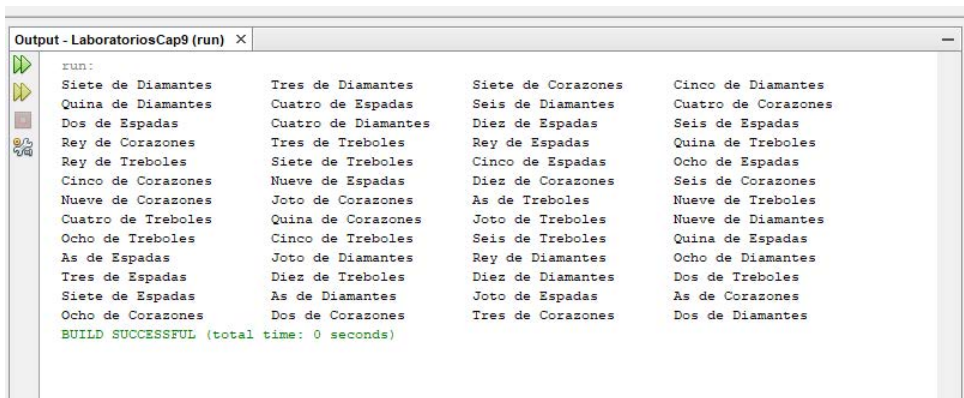 Output - LaboratoriosCap9 (run) ×
run:
Siete de Diamantes Tres de Diamantes Siete de Corazones Cinco de Diamantes
Quina de Diamantes Cuatro de Espadas Seis de Diamantes Cuatro de Corazones
Dos de Espadas Cuatro de Diamantes Diez de Espadas Seis de Espadas
Rey de Corazones Tres de Treboles Rey de Espadas Quina de Treboles
Rey de Treboles Siete de Treboles Cinco de Espadas Ocho de Espadas
Cinco de Corazones Nueve de Espadas Diez de Corazones Seis de Corazones
Nueve de Corazones Joto de Corazones As de Treboles Nueve de Treboles
Cuatro de Treboles Quina de Corazones Joto de Treboles Nueve de Diamantes
Ocho de Treboles Cinco de Treboles Seis de Treboles Quina de Espadas
As de Espadas Joto de Diamantes Rey de Diamantes Ocho de Diamantes
Tres de Espadas Diez de Treboles Diez de Diamantes Dos de Treboles
Siete de Espadas As de Diamantes Joto de Espadas As de Corazones
Ocho de Corazones Dos de Corazones Tres de Corazones Dos de Diamantes
BUILD SUCCESSFUL (total time: 0 seconds)